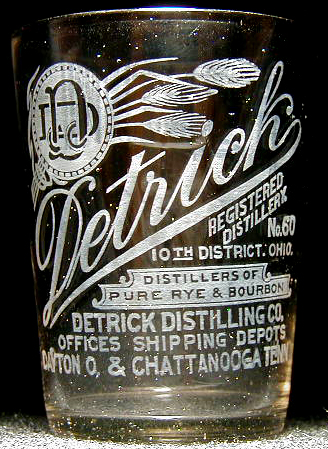 DDCo
Detrick
REGISTERED
DISTILLERY
No.60
10TH DISTRICT. OHIO.
DISTILLERS OF
PURE RYE & BOURBON
DETRICK DISTILLING CO.
OFFICES SHIPPING DEPOTS
DAYTON O. & CHATTANOOGA TENN